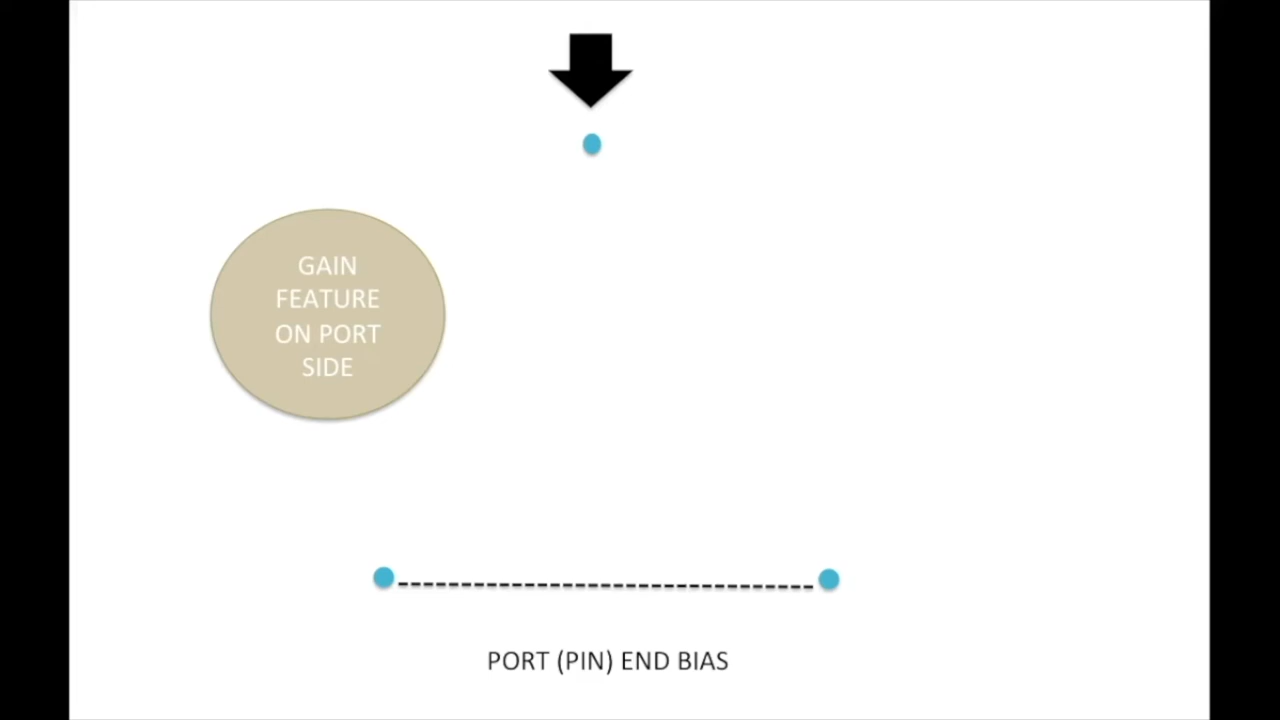 GAIN
FEATURE
ON PORT
SIDE
PORT (PIN) END BIAS